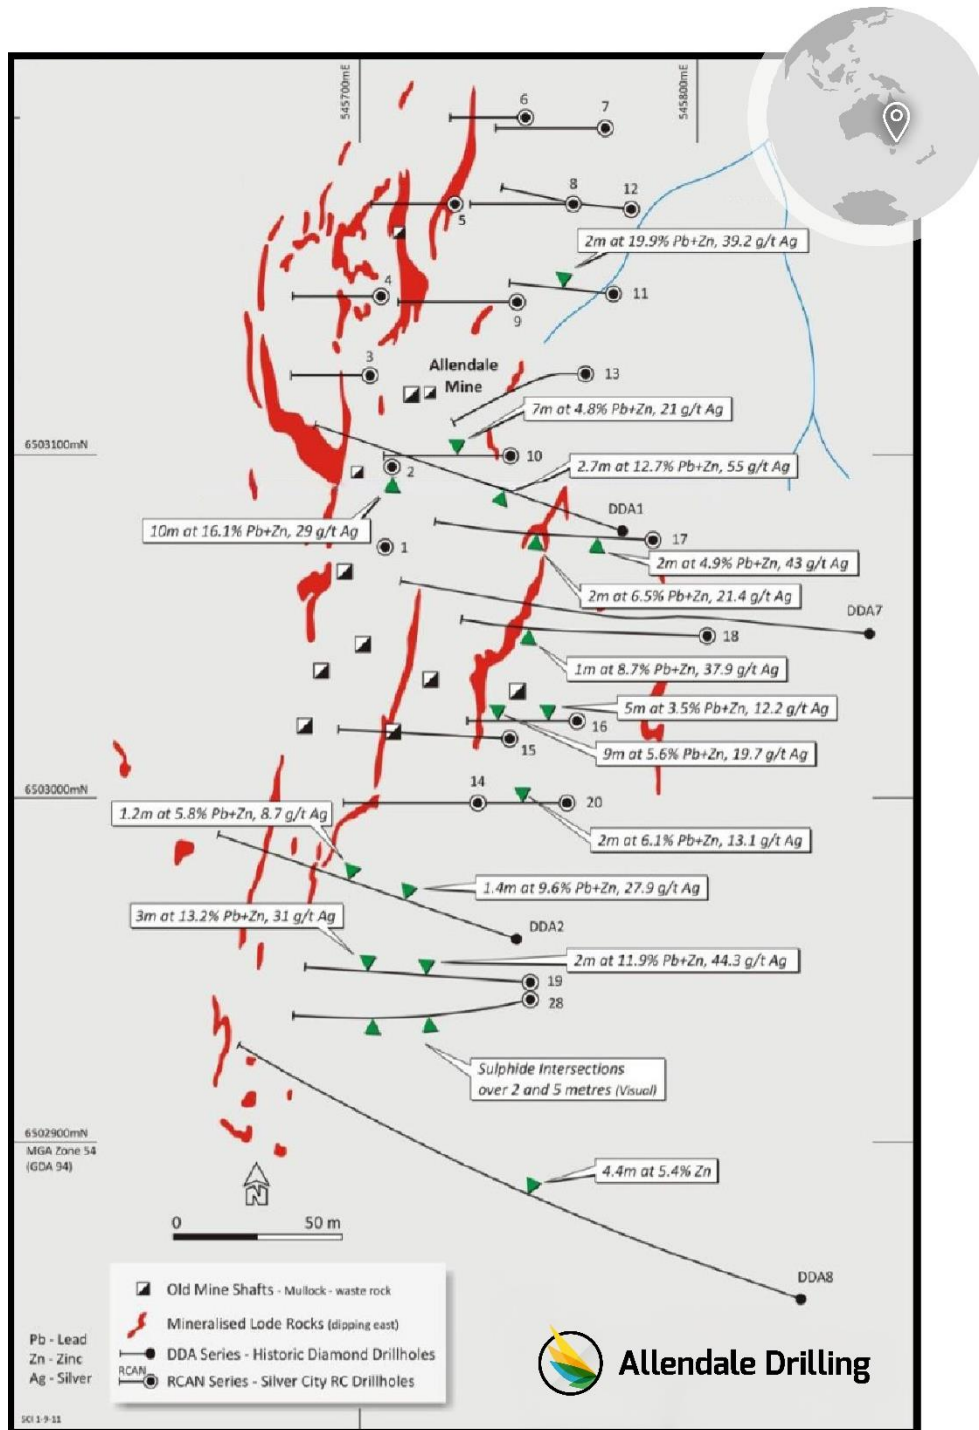 545700mE
545800mE
6
7
8
12
5
2m at 19.9% Pb+Zn, 39.2 g/t Ag
4
11
9
3
Allendale
Mine
13
7m at 4.8% Pb+Zn, 21 g/t Ag
6503100mN
10
2
2.7m at 12.7% Pb+Zn, 55 g/t Ag
DDA1
10m at 16.1% Pb+Zn, 29 g/t Ag
1
17
2m at 4.9% Pb+Zn, 43 g/t Ag
2m at 6.5% Pb+Zn, 21.4 g/t Ag
DDA7
18
1m at 8.7% Pb+Zn, 37.9 g/t Ag
5m at 3.5% Pb+Zn, 12.2 g/t Ag
16
15
9m at 5.6% Pb+Zn, 19.7 g/t Ag
6503000mN
14
20
1.2m at 5.8% Pb+Zn, 8.7 g/t Ag
2m at 6.1% Pb+Zn, 13.1 g/t Ag
1.4m at 9.6% Pb+Zn, 27.9 g/t Ag
3m at 13.2% Pb+Zn, 31 g/t Ag
DDA2
2m at 11.9% Pb+Zn, 44.3 g/t Ag
19
28
Sulphide Intersections
over 2 and 5 metres (Visual)
6502900mN
MGA Zone 54
(GDA 94)
4.4m at 5.4% Zn
N
0 50 m
DDA8
Old Mine Shafts - Mullock - waste rock
Mineralised Lode Rocks (dipping east)
DDA Series - Historic Diamond Drillholes
RCAN
RCAN Series - Silver City RC Drillholes
Pb - Lead
Zn - Zinc
Ag - Silver
Allendale Drilling
SCI 1-9-11